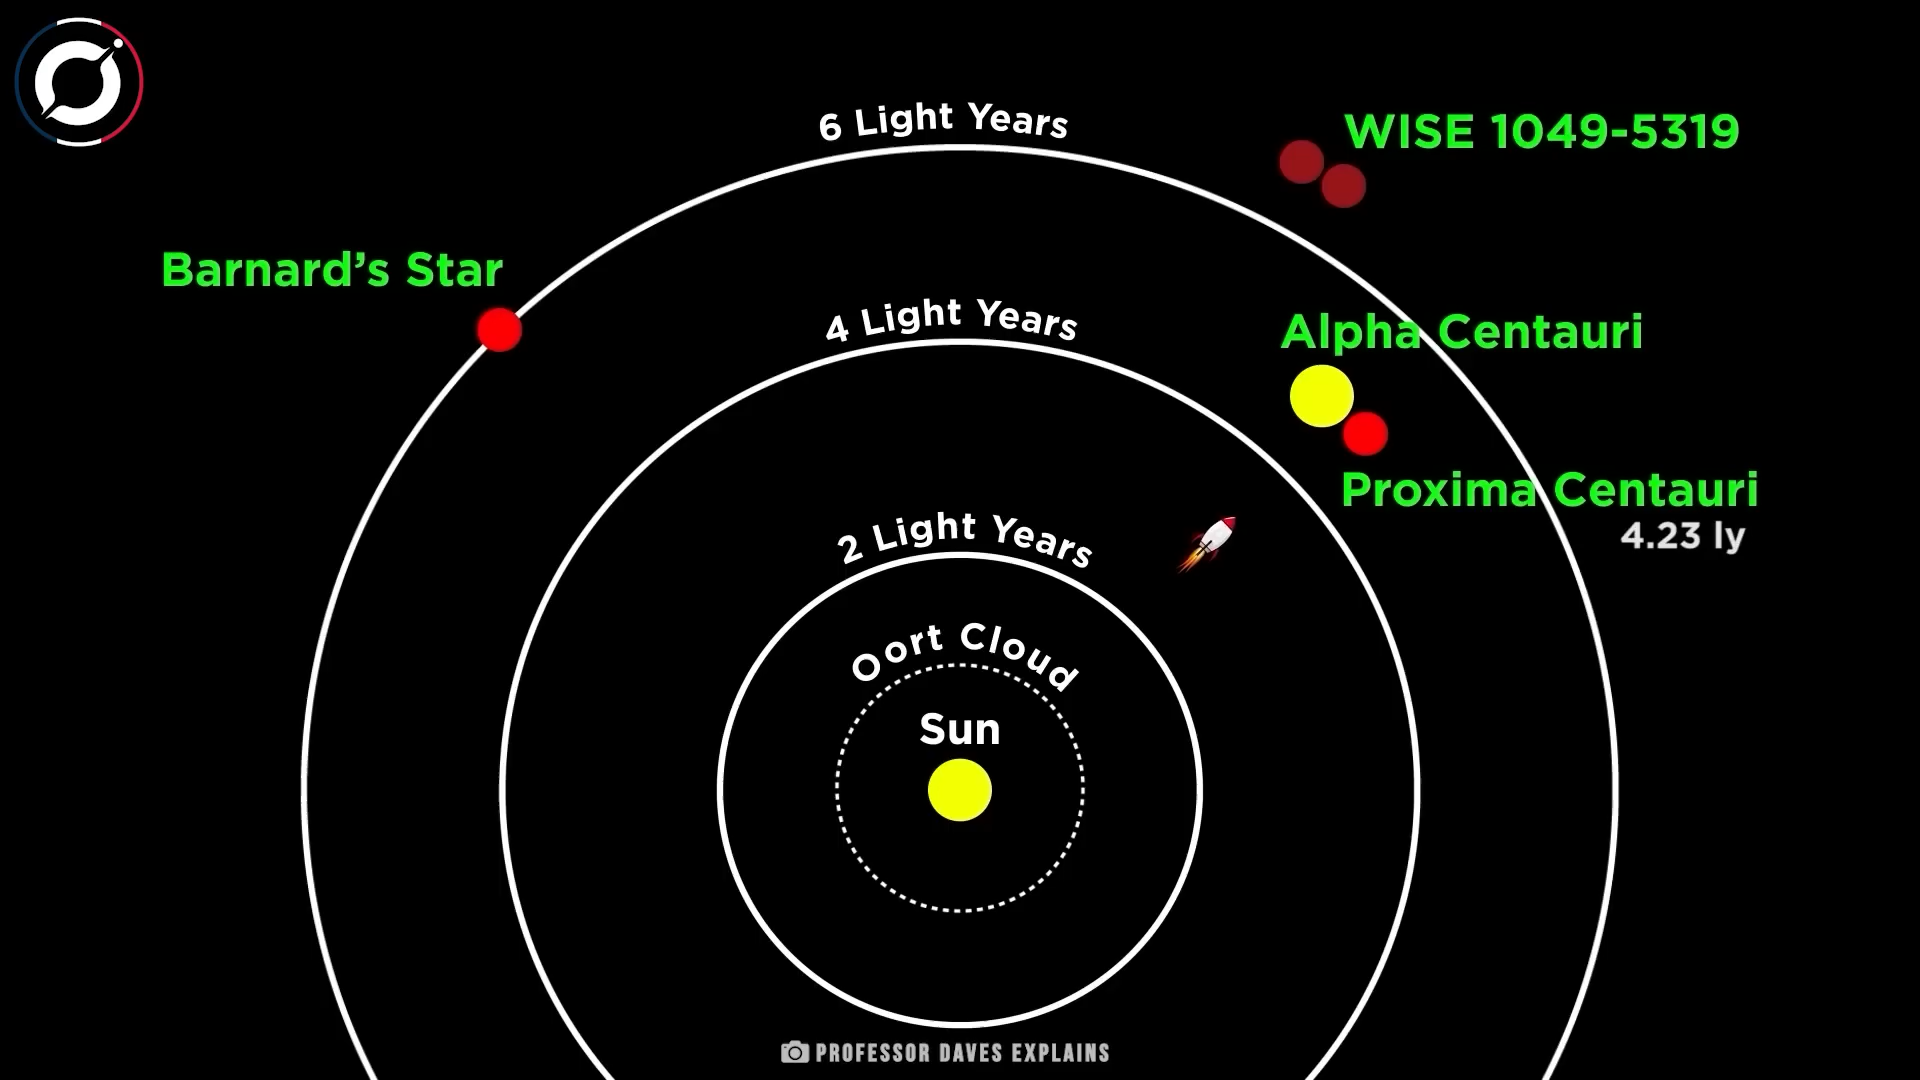 6 Light Years
WISE 1049-5319
Barnard’s Star
4 Light Years
Alpha Centauri
Proxima Centauri
4.23 ly
2 Light Years
Oort Cloud
Sun
PROFESSOR DAVES EXPLAINS